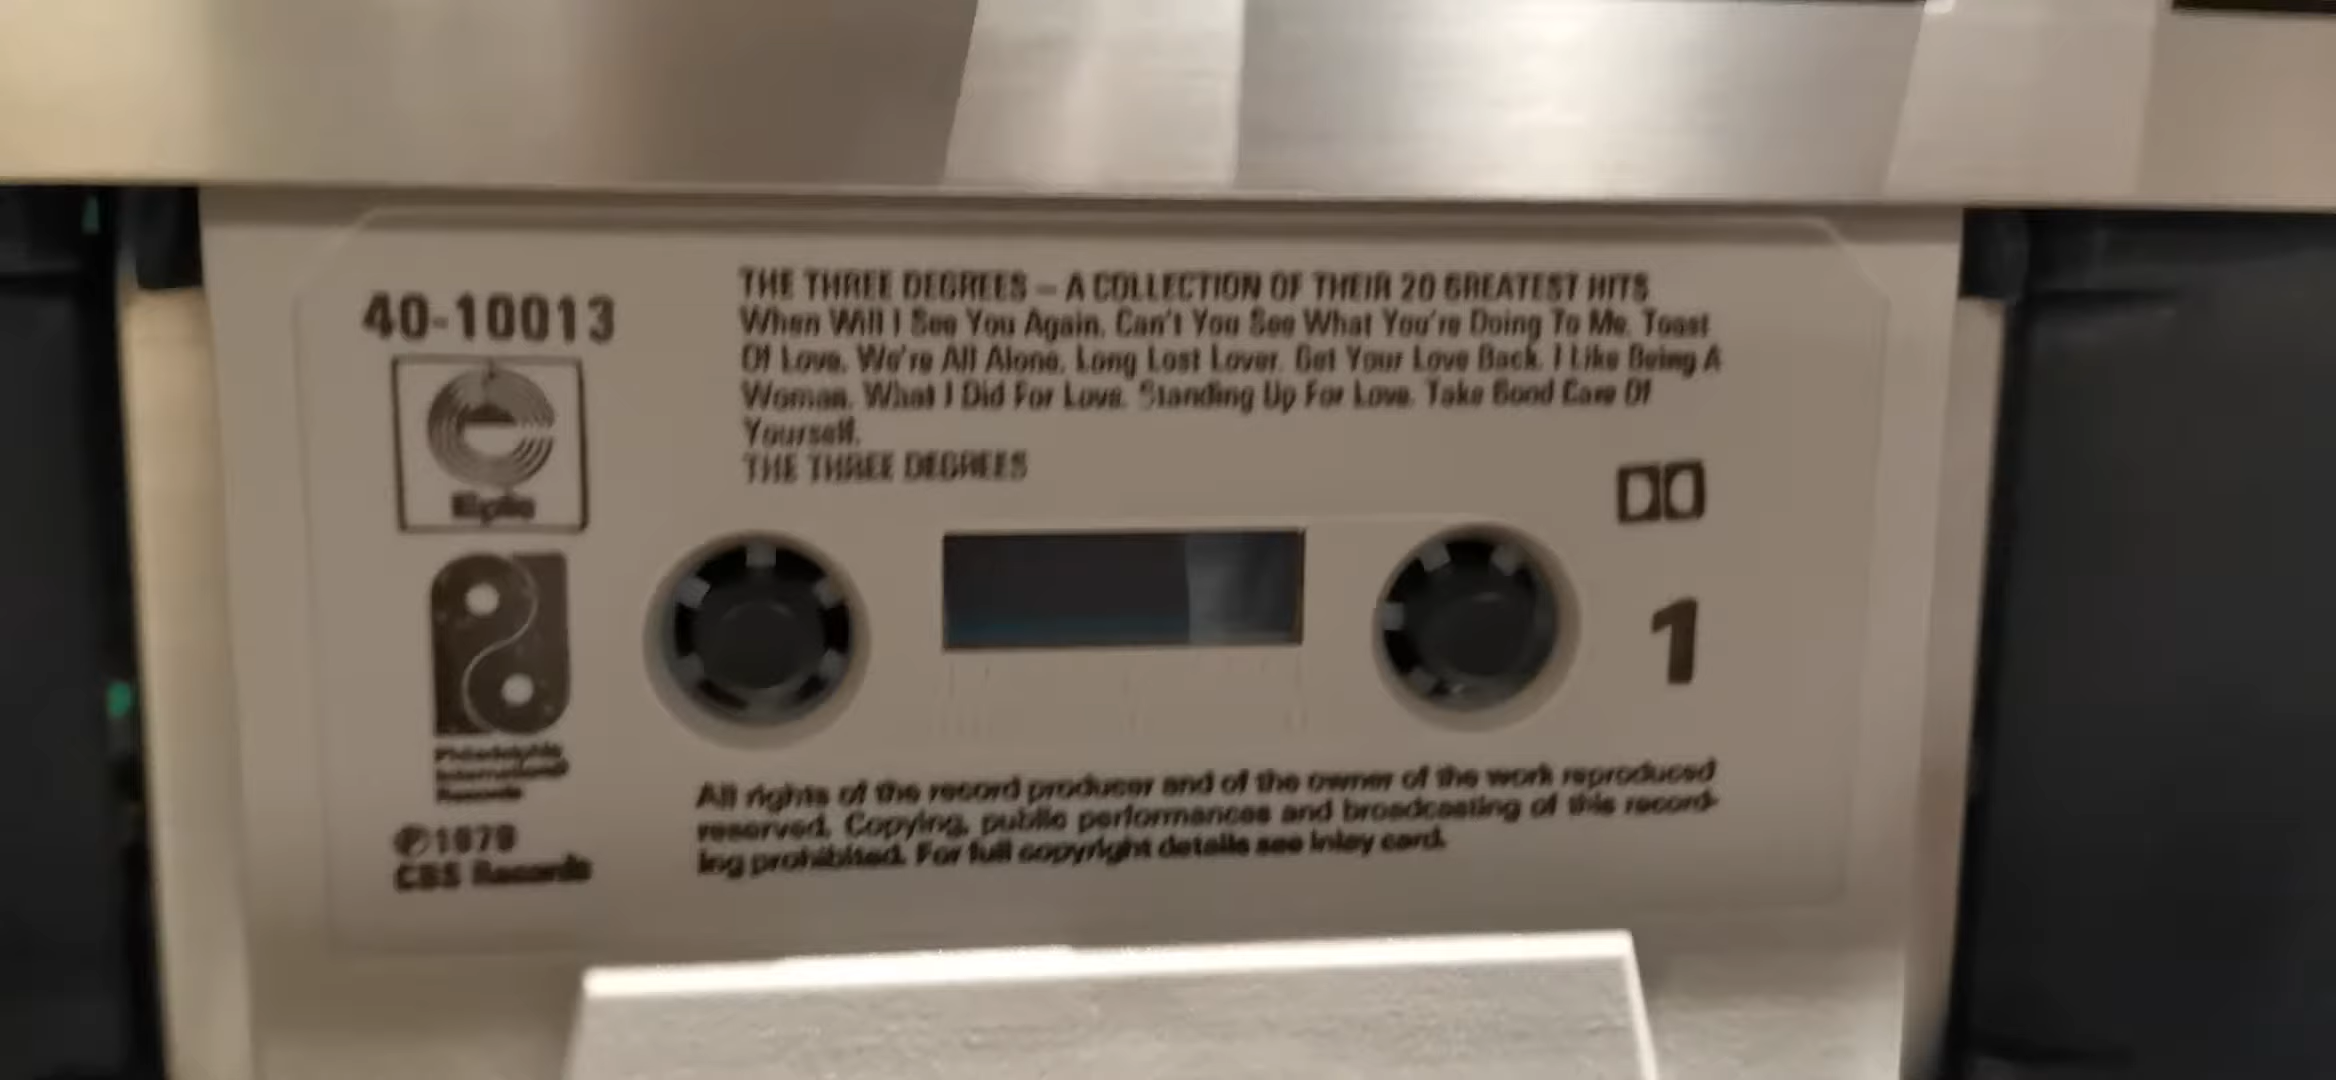 40-10013
Epic
Philadelphia
International
Records
℗1979
CBS Records
THE THREE DEGREES – A COLLECTION OF THEIR 20 GREATEST HITS
When Will I See You Again. Can't You See What You're Doing To Me. Toast
Of Love. We're All Alone. Long Lost Lover. Get Your Love Back. I Like Being A
Woman. What I Did For Love. Standing Up For Love. Take Good Care Of
Yourself.
THE THREE DEGREES
1
All rights of the record producer and of the owner of the work reproduced
reserved. Copying, public performances and broadcasting of this record-
ing prohibited. For full copyright details see inlay card.